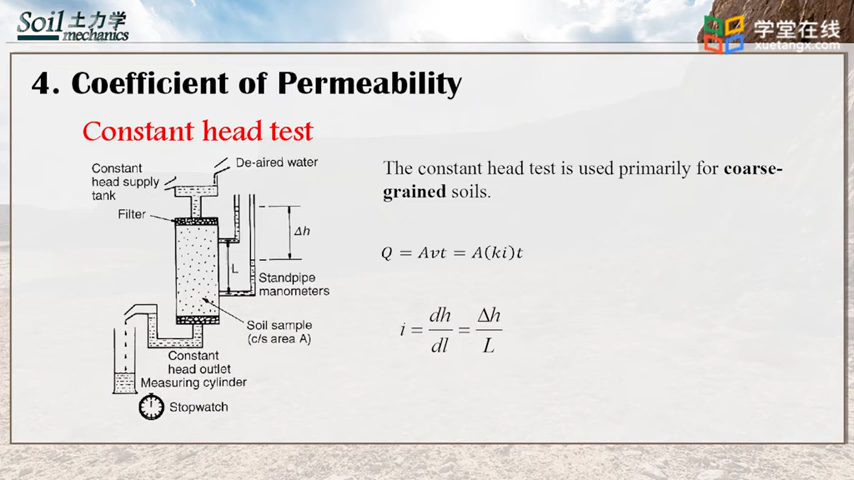 Soil 土力学
mechanics
学堂在线
xuetangx.com
4. Coefficient of Permeability
Constant head test
Constant
head supply
tank
De-aired water
Filter
Δh
L
Standpipe
manometers
Soil sample
(c/s area A)
Constant
head outlet
Measuring cylinder
Stopwatch
The constant head test is used primarily for coarse-
grained soils.
Q = Avt = A(ki)t
i = dh/dl = Δh/L